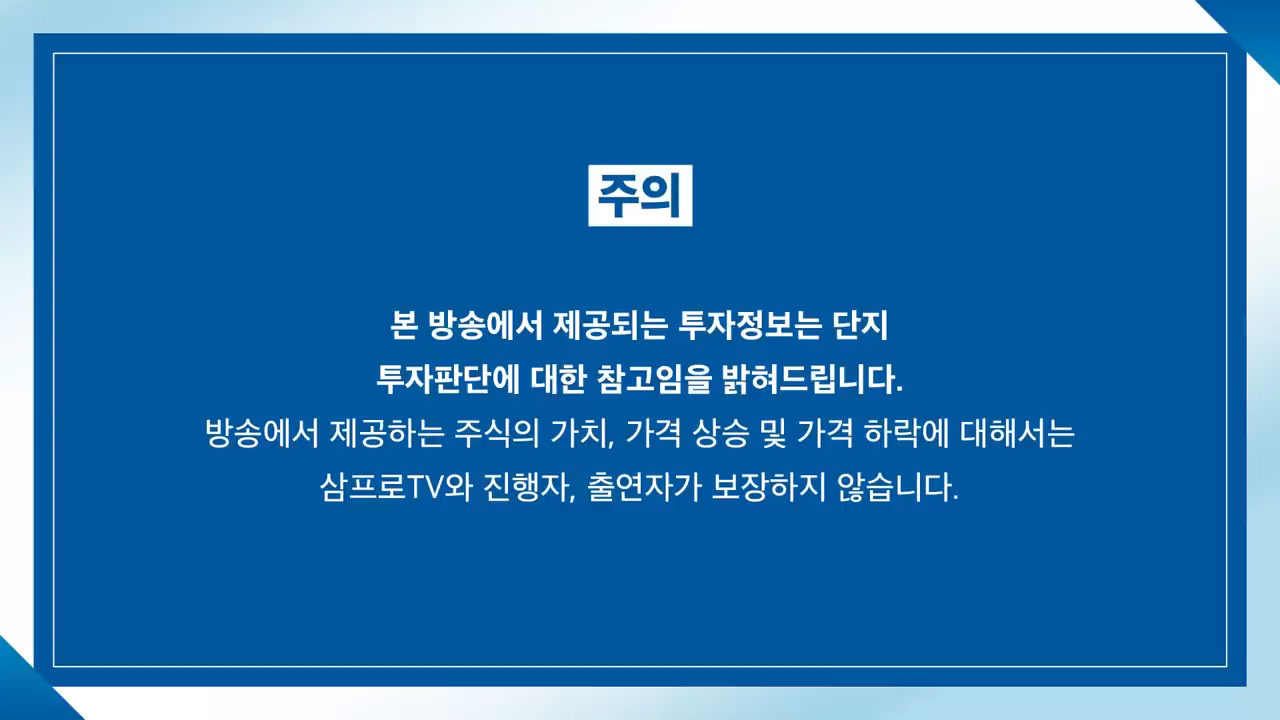 주의
본 방송에서 제공되는 투자정보는 단지
투자판단에 대한 참고임을 밝혀드립니다.
방송에서 제공하는 주식의 가치, 가격 상승 및 가격 하락에 대해서는
삼프로TV와 진행자, 출연자가 보장하지 않습니다.